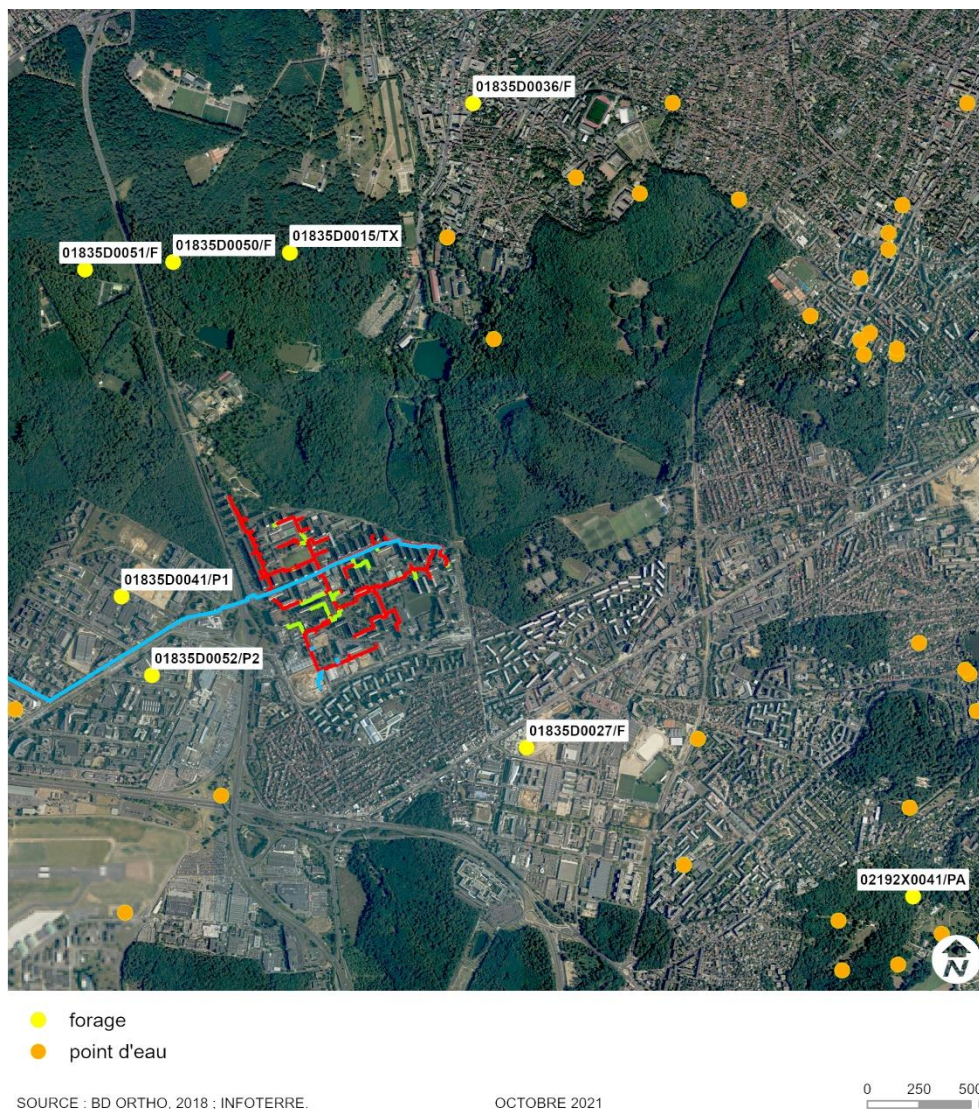 01835D0036/F
01835D0015/TX
01835D0050/F
01835D0051/F
01835D0041/P1
01835D0052/P2
01835D0027/F
02192X0041/PA
N
forage
point d'eau
0 250 500
SOURCE : BD ORTHO, 2018 ; INFOTERRE. OCTOBRE 2021